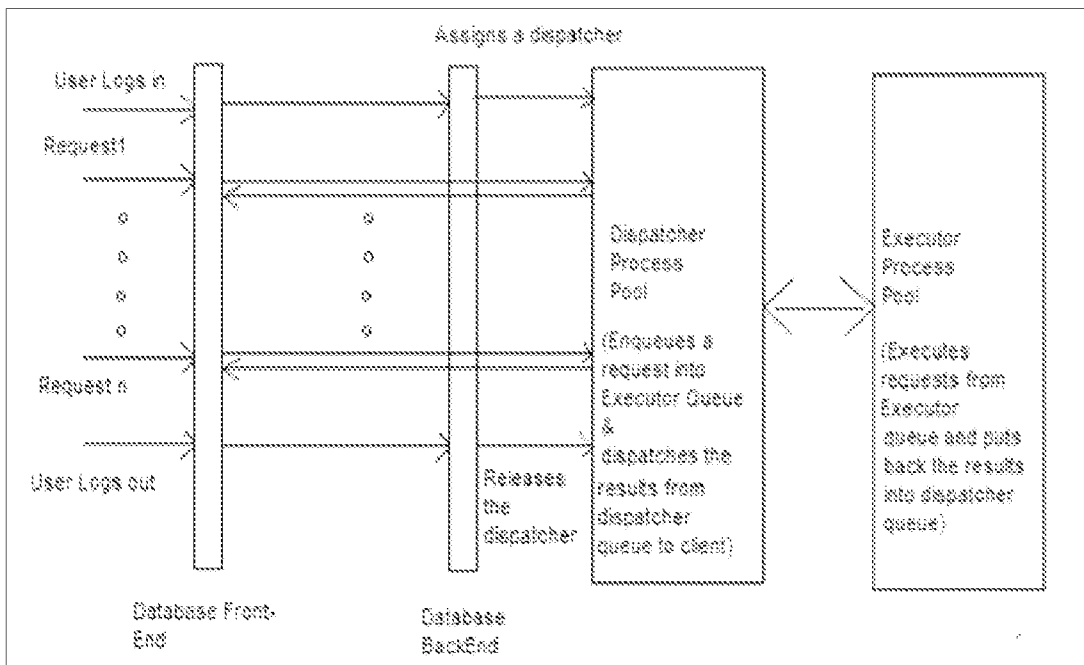 Assigns a dispatcher
User Logs in
Request1
Dispatcher
Process
Pool
(Enqueues a
request into
Executor Queue
&
dispatches the
results from
dispatcher
queue to client)
Executor
Process
Pool
(Executes
requests from
Executor
queue and puts
back the results
into dispatcher
queue)
Request n
User Logs out
Releases
the
dispatcher
Database Front-
End
Database
BackEnd